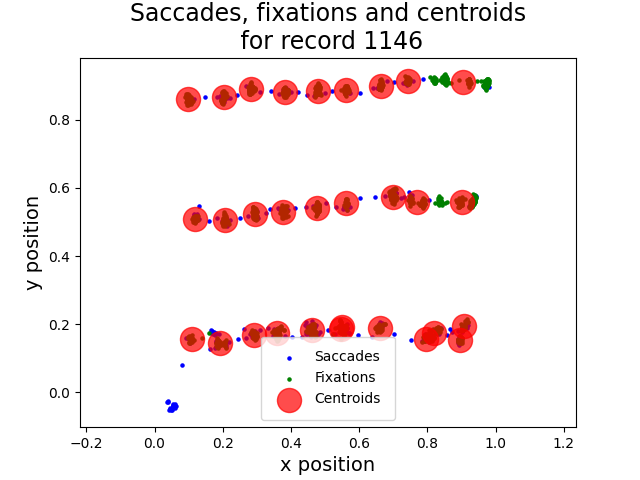 Saccades, fixations and centroids
for record 1146
y position
0.8
0.6
0.4
0.2
0.0
Saccades
Fixations
Centroids
−0.2 0.0 0.2 0.4 0.6 0.8 1.0 1.2
x position